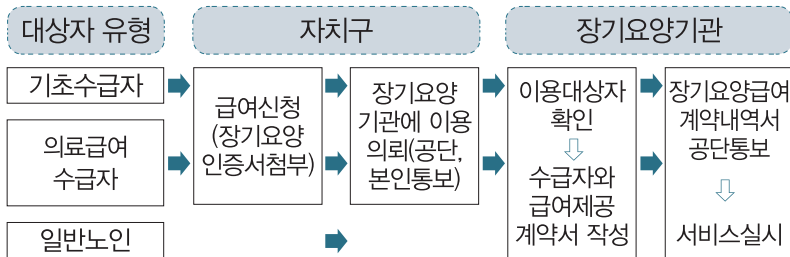 대상자 유형
자치구
장기요양기관
기초수급자
의료급여
수급자
일반노인
급여신청
(장기요양
인증서첨부)
장기요양
기관에 이용
의뢰(공단,
본인통보)
이용대상자
확인
수급자와
급여제공
계약서 작성
장기요양급여
계약내역서
공단통보
서비스실시